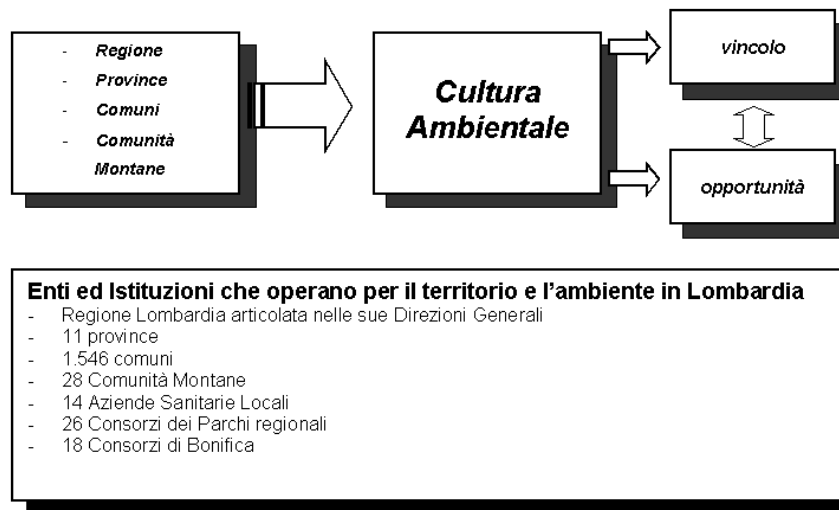 - Regione
- Province
- Comuni
- Comunità
Montane
Cultura
Ambientale
vincolo
opportunità
Enti ed Istituzioni che operano per il territorio e l'ambiente in Lombardia
- Regione Lombardia articolata nelle sue Direzioni Generali
- 11 province
- 1.546 comuni
- 28 Comunità Montane
- 14 Aziende Sanitarie Locali
- 26 Consorzi dei Parchi regionali
- 18 Consorzi di Bonifica